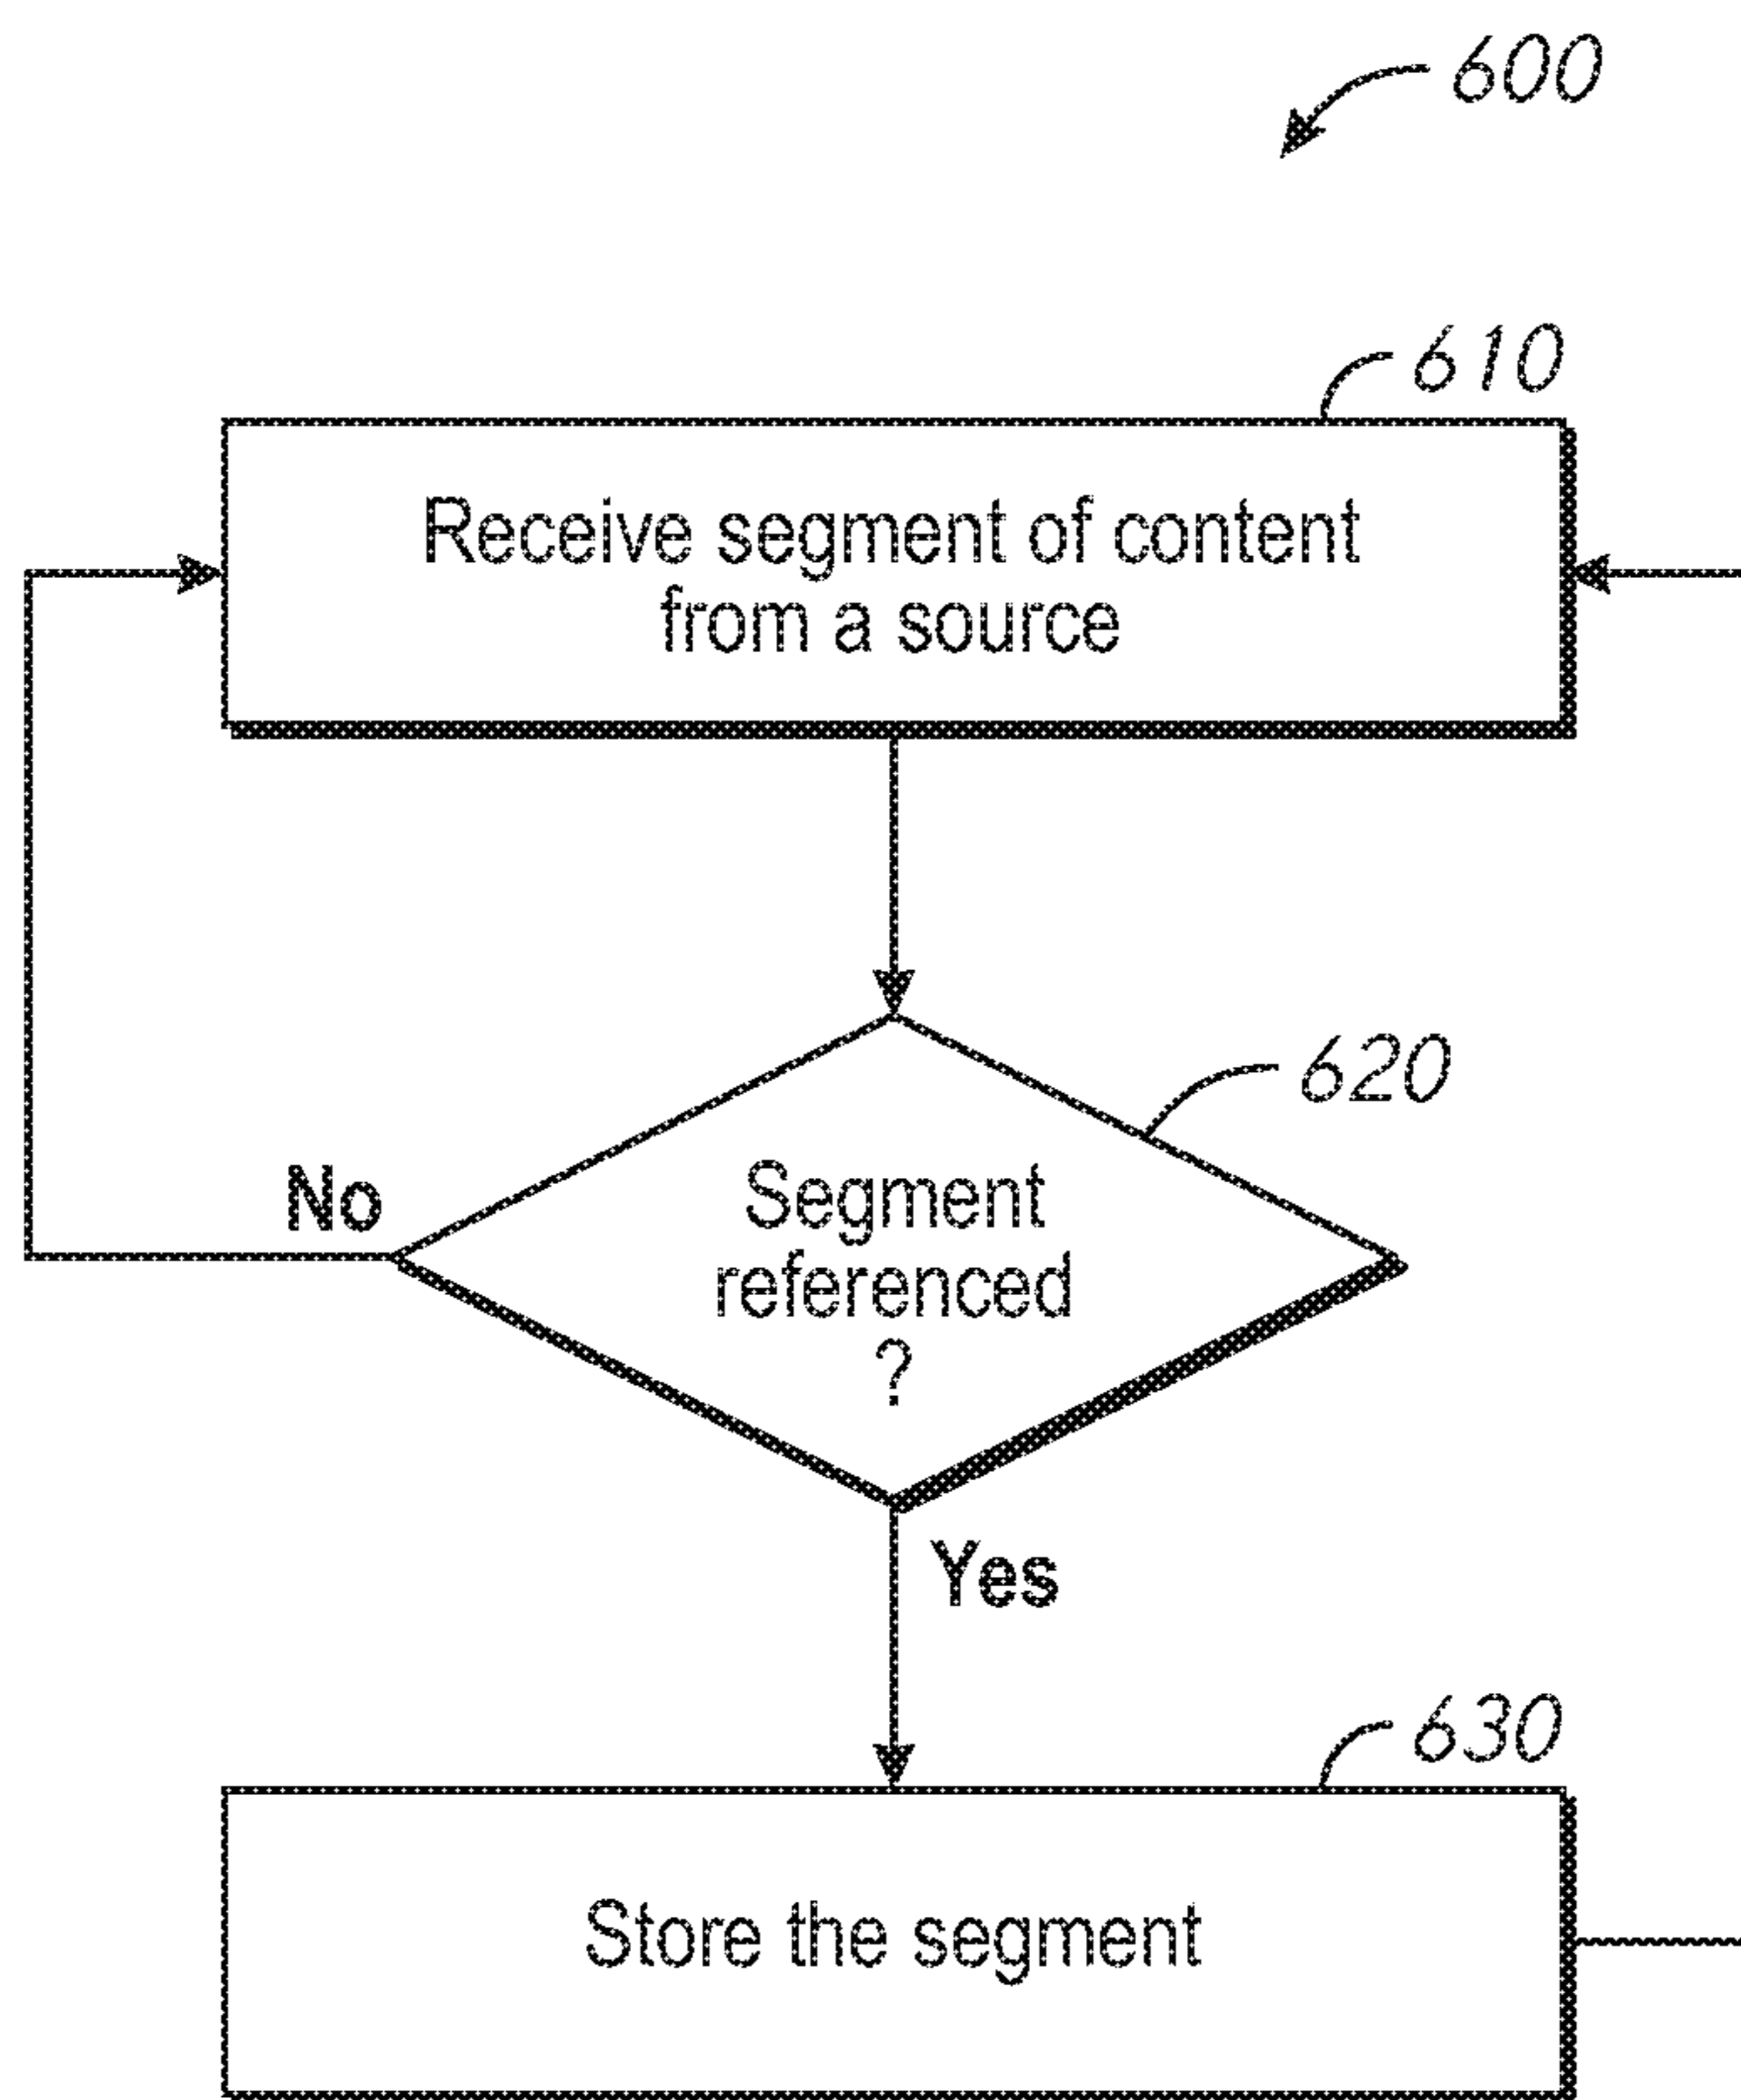 600
610
Receive segment of content
from a source
620
No
Segment
referenced
?
Yes
630
Store the segment